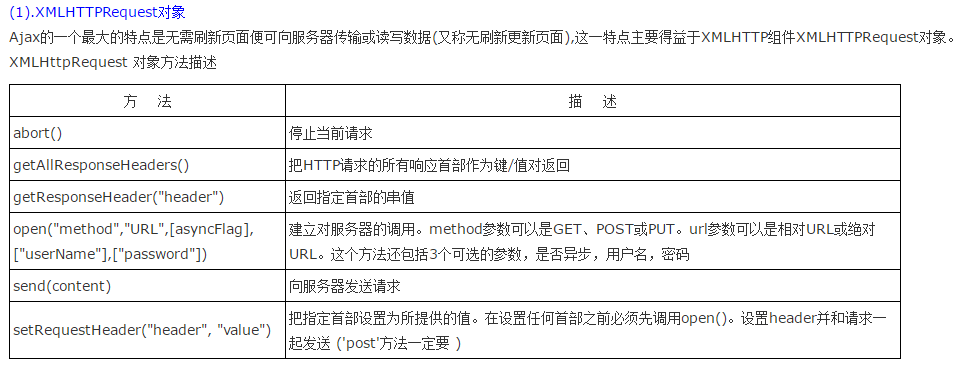 (1).XMLHTTPRequest对象
Ajax的一个最大的特点是无需刷新页面便可向服务器传输或读写数据(又称无刷新更新页面),这一特点主要得益于XMLHTTP组件XMLHTTPRequest对象。
XMLHttpRequest 对象方法描述
方 法 描 述
abort() 停止当前请求
getAllResponseHeaders() 把HTTP请求的所有响应首部作为键/值对返回
getResponseHeader("header") 返回指定首部的串值
open("method","URL",[asyncFlag],
["userName"],["password"])
建立对服务器的调用。method参数可以是GET、POST或PUT。url参数可以是相对URL或绝对
URL。这个方法还包括3个可选的参数，是否异步，用户名，密码
send(content) 向服务器发送请求
setRequestHeader("header", "value")
把指定首部设置为所提供的值。在设置任何首部之前必须先调用open()。设置header并和请求一
起发送 ('post'方法一定要 )